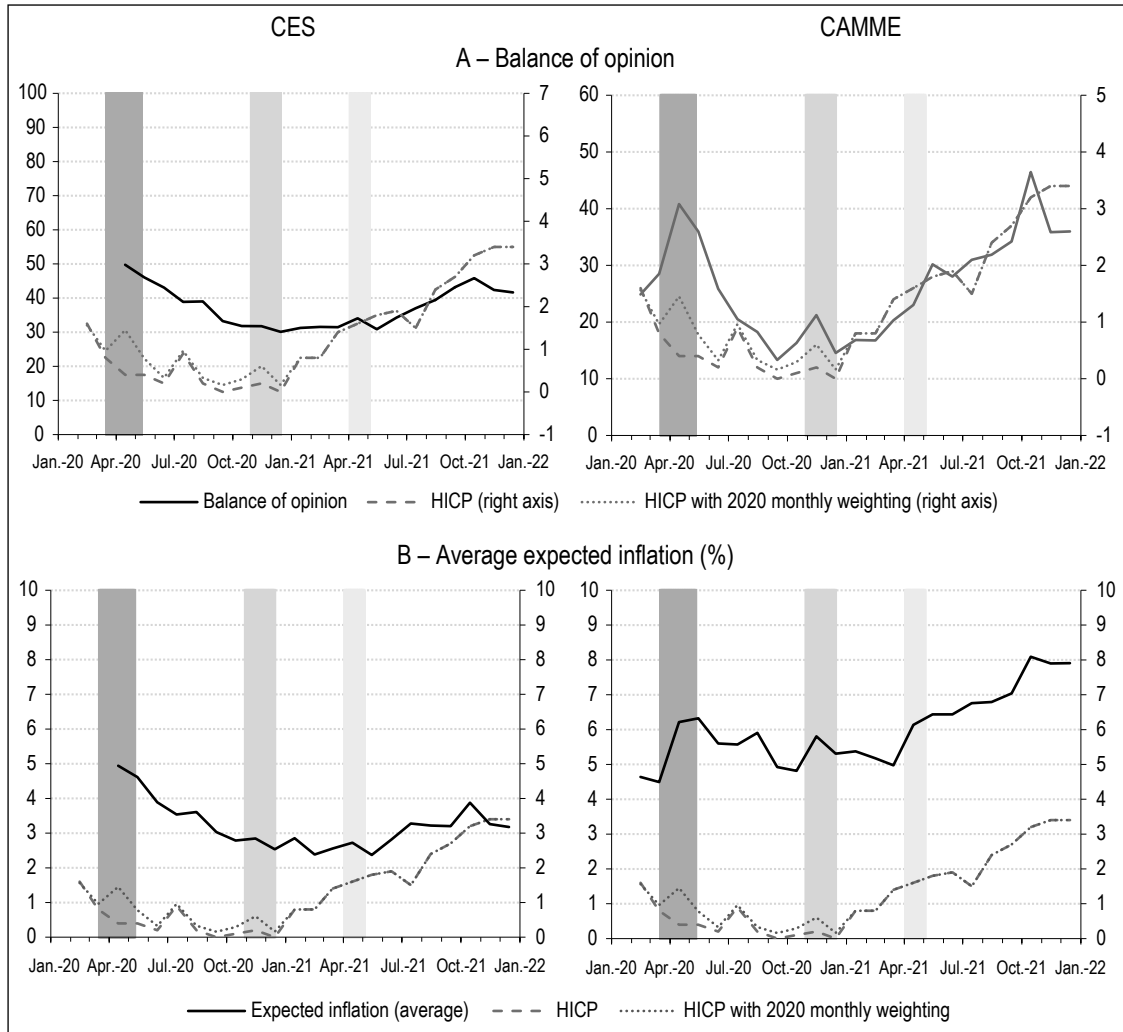 CES CAMME
A – Balance of opinion
100 7 60 5
90 6 50 4
80 5 40 3
70 4 30 2
60 3 20 1
50 2 10 0
40 1 0 -1
30 0
20 -1
10
0
Jan.-20 Apr.-20 Jul.-20 Oct.-20 Jan.-21 Apr.-21 Jul.-21 Oct.-21 Jan.-22 Jan.-20 Apr.-20 Jul.-20 Oct.-20 Jan.-21 Apr.-21 Jul.-21 Oct.-21 Jan.-22
Balance of opinion HICP (right axis) HICP with 2020 monthly weighting (right axis)
B – Average expected inflation (%)
10 10 10 10
9 9 9 9
8 8 8 8
7 7 7 7
6 6 6 6
5 5 5 5
4 4 4 4
3 3 3 3
2 2 2 2
1 1 1 1
0 0 0 0
Jan.-20 Apr.-20 Jul.-20 Oct.-20 Jan.-21 Apr.-21 Jul.-21 Oct.-21 Jan.-22 Jan.-20 Apr.-20 Jul.-20 Oct.-20 Jan.-21 Apr.-21 Jul.-21 Oct.-21 Jan.-22
Expected inflation (average) HICP HICP with 2020 monthly weighting